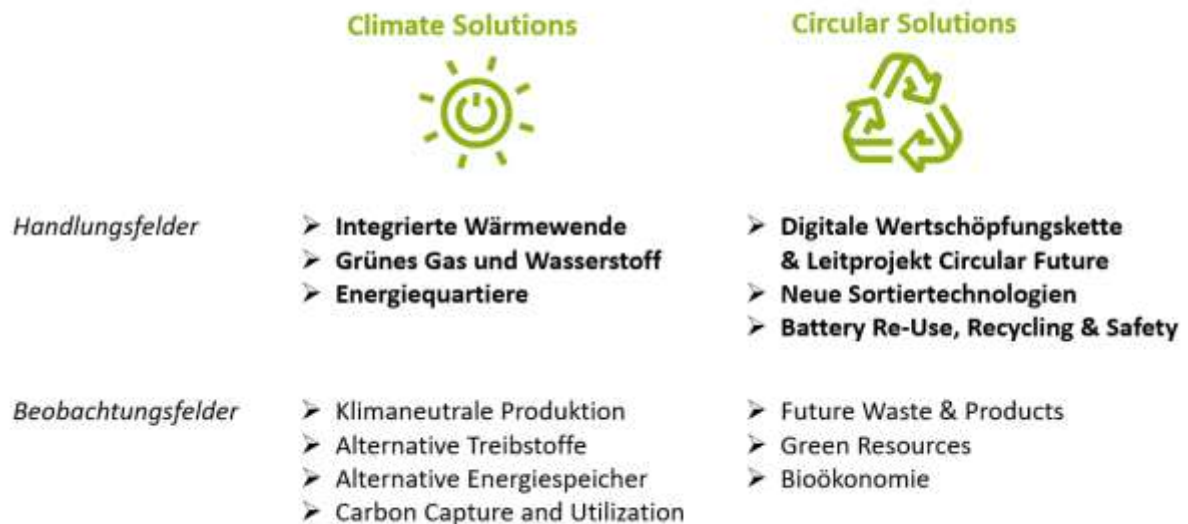 Climate Solutions
Circular Solutions
Handlungsfelder
➢ Integrierte Wärmewende
➢ Grünes Gas und Wasserstoff
➢ Energiequartiere
➢ Digitale Wertschöpfungskette
& Leitprojekt Circular Future
➢ Neue Sortiertechnologien
➢ Battery Re-Use, Recycling & Safety
Beobachtungsfelder
➢ Klimaneutrale Produktion
➢ Alternative Treibstoffe
➢ Alternative Energiespeicher
➢ Carbon Capture and Utilization
➢ Future Waste & Products
➢ Green Resources
➢ Bioökonomie